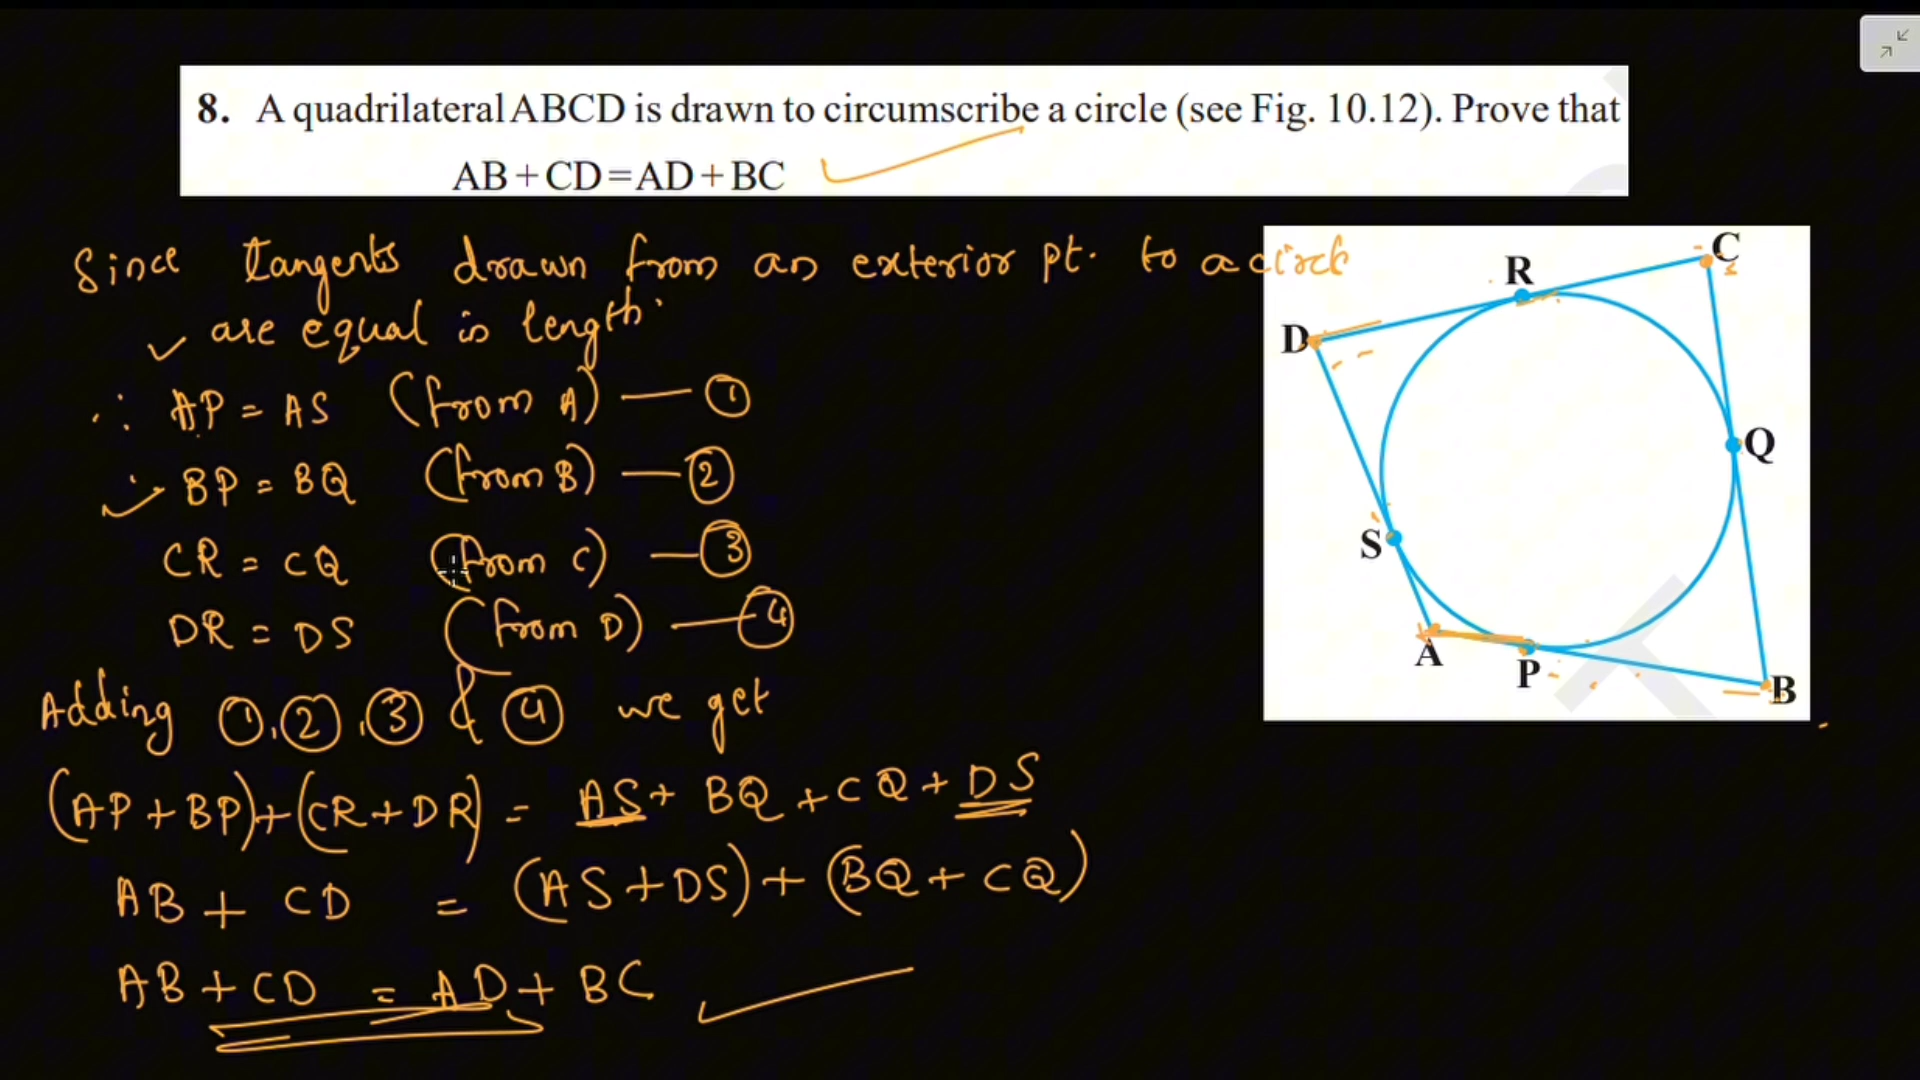 8. A quadrilateral ABCD is drawn to circumscribe a circle (see Fig. 10.12). Prove that
AB+CD=AD+BC
Since tangents drawn from an exterior pt. to a circle
are equal in length.
∴ AP = AS (from A) — ①
BP = BQ (from B) — ②
CR = CQ (from C) — ③
DR = DS (from D) — ④
Adding ①, ②, ③ & ④ we get
(AP + BP) + (CR + DR) = AS + BQ + CQ + DS
AB + CD = (AS + DS) + (BQ + CQ)
AB + CD = AD + BC
C
R
D
Q
S
A
P
B